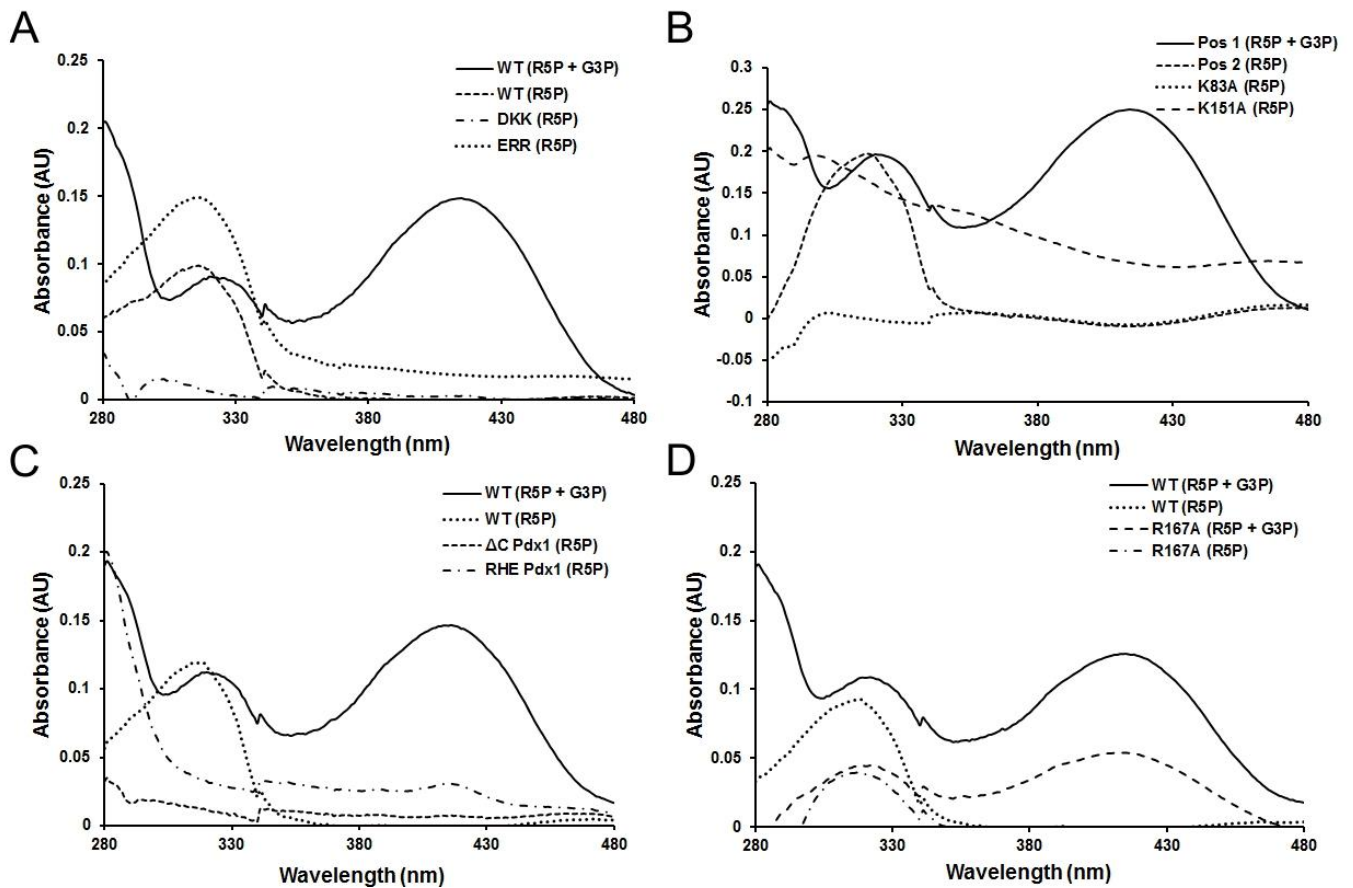 A
0.25
0.2
0.15
0.1
0.05
0
280
330
380
430
480
Absorbance (AU)
Wavelength (nm)
WT (R5P + G3P)
WT (R5P)
DKK (R5P)
ERR (R5P)
B
0.3
0.25
0.2
0.15
0.1
0.05
0
-0.05
-0.1
280
330
380
430
480
Absorbance (AU)
Wavelength (nm)
Pos 1 (R5P + G3P)
Pos 2 (R5P)
K83A (R5P)
K151A (R5P)
C
0.25
0.2
0.15
0.1
0.05
0
280
330
380
430
480
Absorbance (AU)
Wavelength (nm)
WT (R5P + G3P)
WT (R5P)
ΔC Pdx1 (R5P)
RHE Pdx1 (R5P)
D
0.25
0.2
0.15
0.1
0.05
0
280
330
380
430
480
Absorbance (AU)
Wavelength (nm)
WT (R5P + G3P)
WT (R5P)
R167A (R5P + G3P)
R167A (R5P)